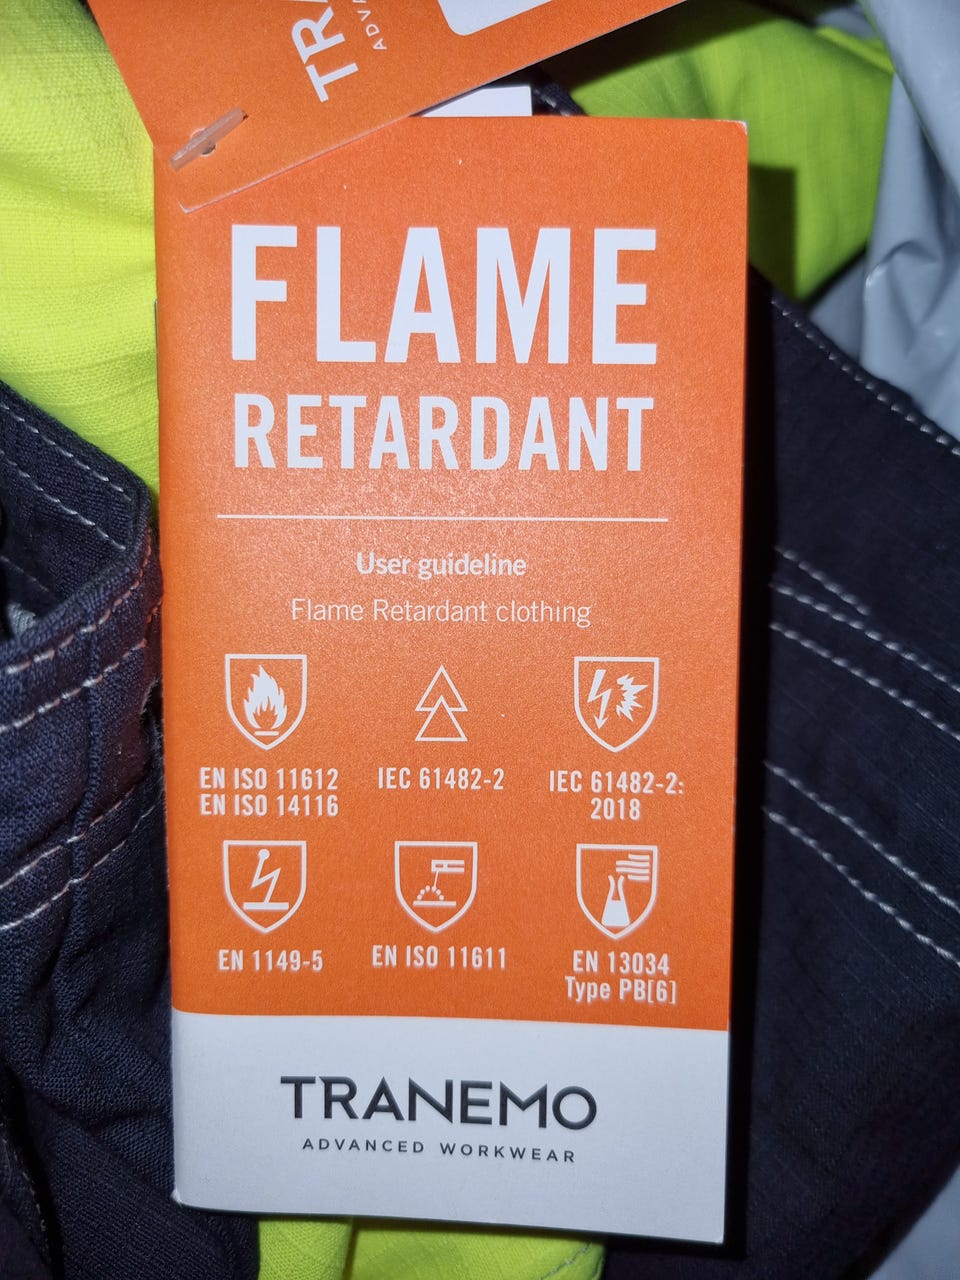 FLAME
RETARDANT
User guideline
Flame Retardant clothing
EN ISO 11612
EN ISO 14116
IEC 61482-2
IEC 61482-2:
2018
EN 1149-5
EN ISO 11611
EN 13034
Type PB[6]
TRANEMO
ADVANCED WORKWEAR